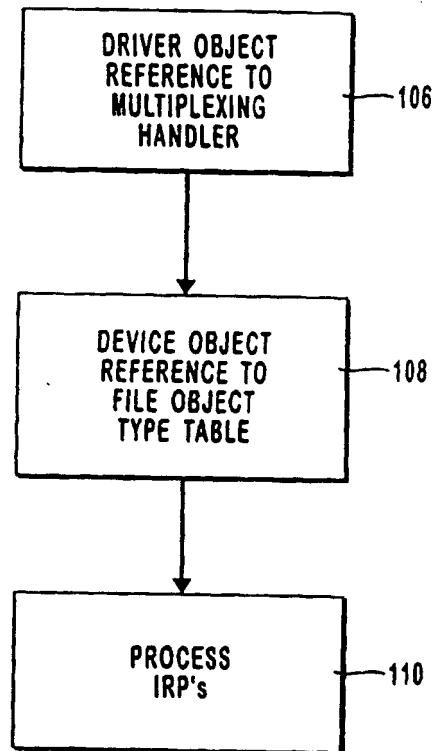 DRIVER OBJECT
REFERENCE TO
MULTIPLEXING
HANDLER
106
DEVICE OBJECT
REFERENCE TO
FILE OBJECT
TYPE TABLE
108
PROCESS
IRP's
110